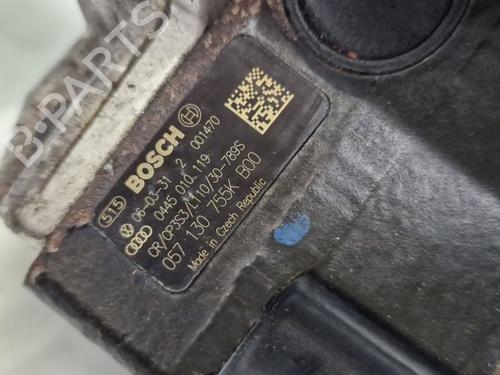 B-PARTS
BOSCH
515
06-03-31 2 001470
0445 010 119
CR/CP3S3/L110/30-789S
057 130 755K B00
Made in Czech Republic